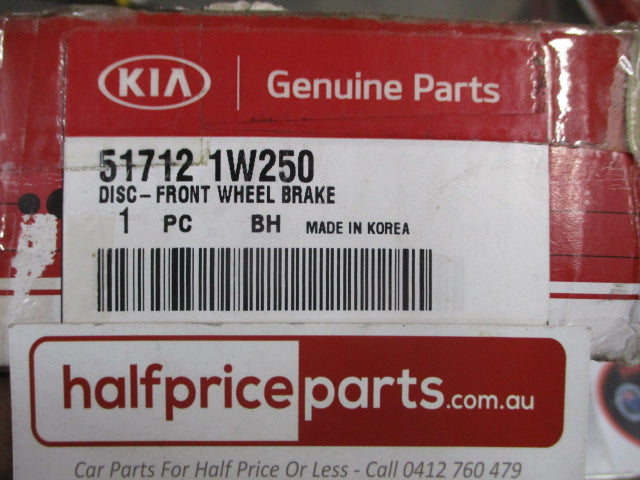 KIA Genuine Parts
51712 1W250
DISC-FRONT WHEEL BRAKE
1 PC BH MADE IN KOREA
halfpriceparts.com.au
Car Parts For Half Price Or Less - Call 0412 760 479